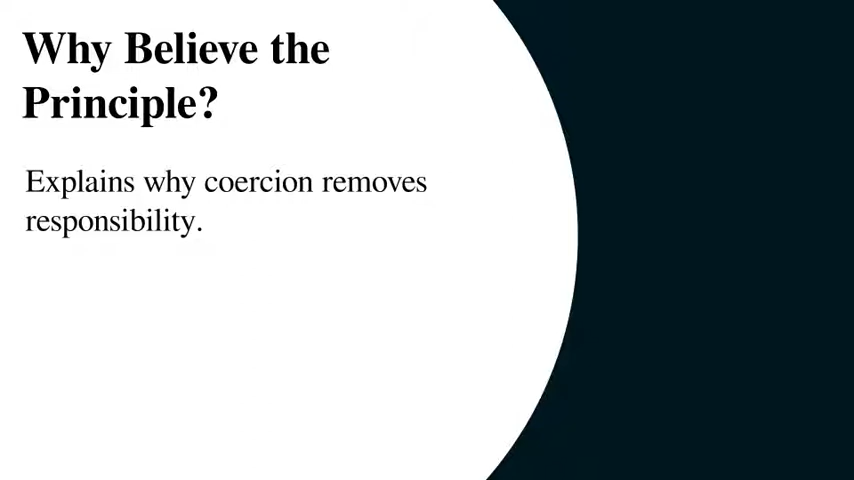 Why Believe the
Principle?
Explains why coercion removes
responsibility.